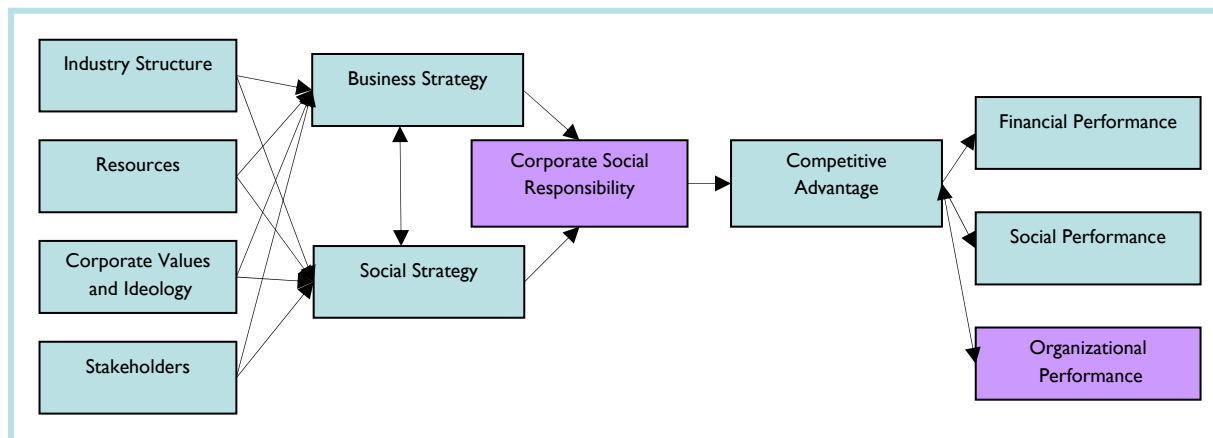 Industry Structure
Resources
Corporate Values
and Ideology
Stakeholders
Business Strategy
Social Strategy
Corporate Social
Responsibility
Competitive
Advantage
Financial Performance
Social Performance
Organizational
Performance